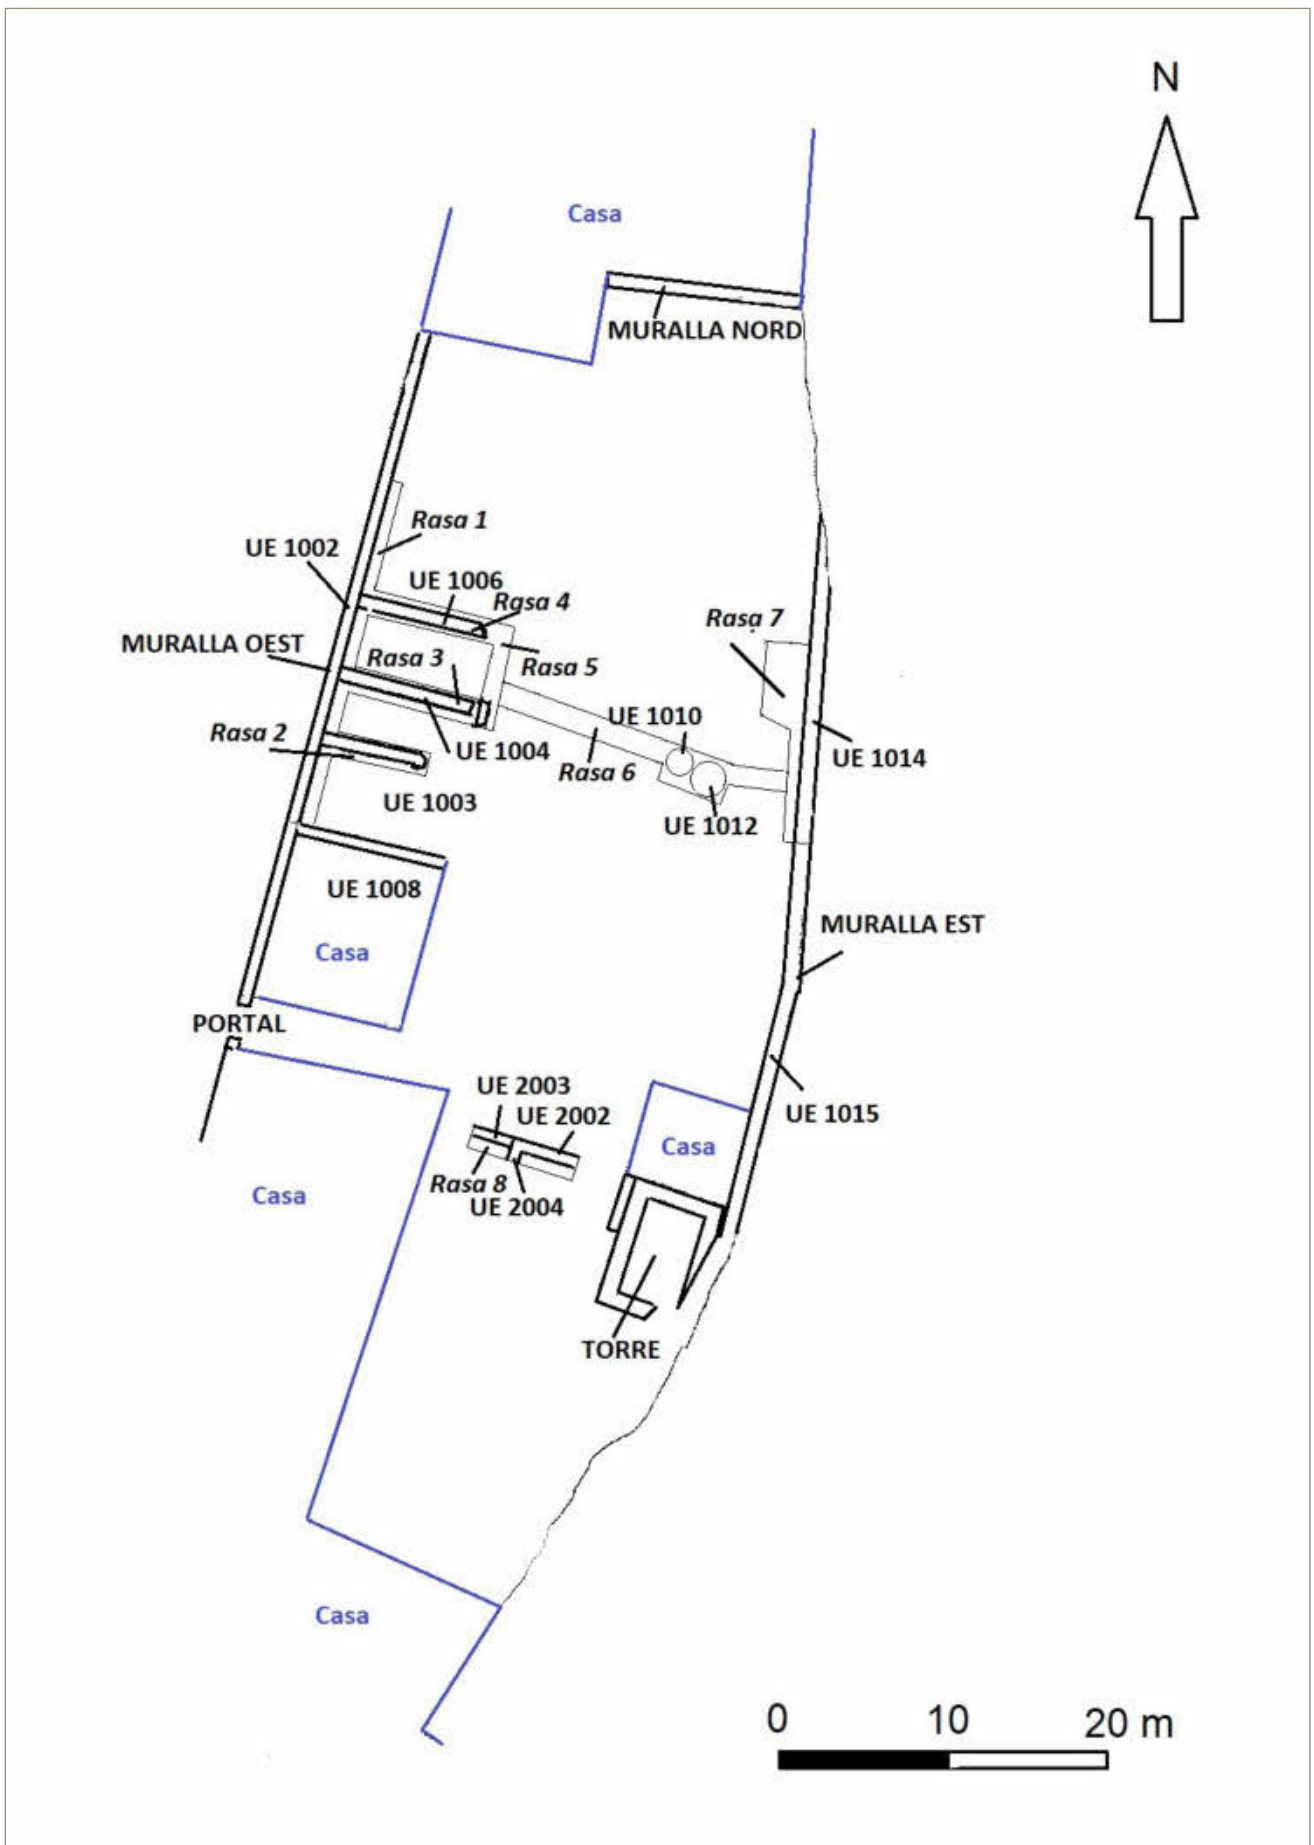 N
Casa
MURALLA NORD
Rasa 1
UE 1002
UE 1006
Rasa 4
Rasa 7
MURALLA OEST
Rasa 3
Rasa 5
UE 1010
Rasa 2
UE 1004
UE 1014
Rasa 6
UE 1003
UE 1012
UE 1008
MURALLA EST
Casa
PORTAL
UE 2003
UE 2002
UE 1015
Casa
Rasa 8
Casa
UE 2004
TORRE
Casa
0 10 20 m